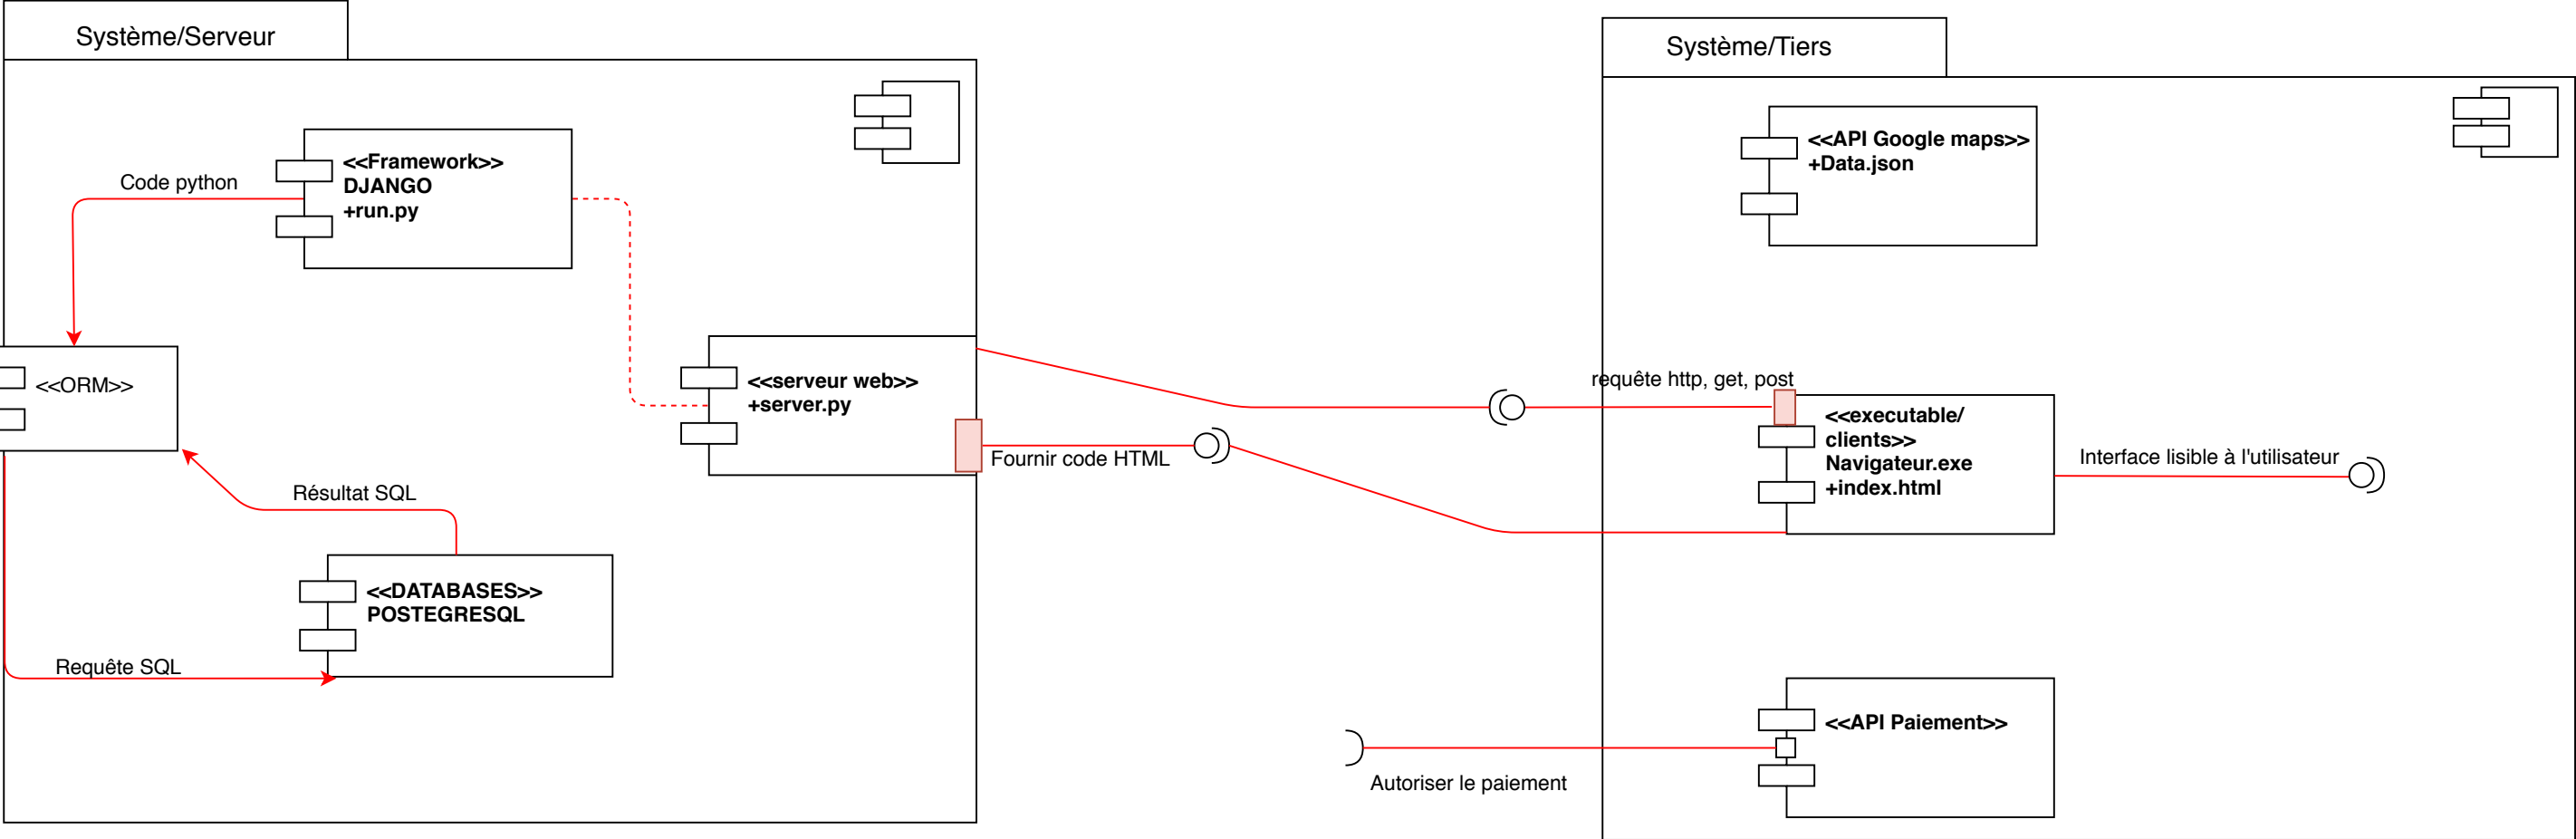 Système/Serveur
Système/Tiers
<<Framework>>
DJANGO
+run.py
Code python
<<ORM>>
<<serveur web>>
+server.py
Fournir code HTML
Résultat SQL
<<DATABASES>>
POSTEGRESQL
Requête SQL
<<API Google maps>>
+Data.json
requête http, get, post
<<executable/
clients>>
Navigateur.exe
+index.html
Interface lisible à l'utilisateur
<<API Paiement>>
Autoriser le paiement